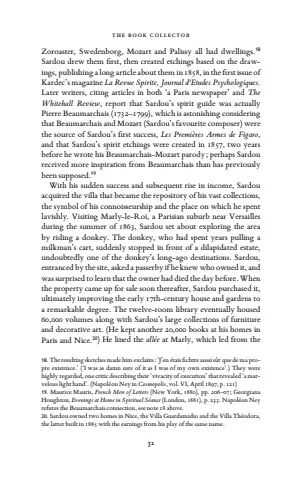 THE BOOK COLLECTOR
Zoroaster, Swedenborg, Mozart and Palissy all had dwellings.¹⁸
Sardou drew them first, then created etchings based on the draw-
ings, publishing a long article about them in 1858, in the first issue of
Kardec's magazine La Revue Spirite, Journal d'Etudes Psychologiques.
Later writers, citing articles in both 'a Paris newspaper' and The
Whitehall Review, report that Sardou's spirit guide was actually
Pierre Beaumarchais (1732–1799), which is astonishing considering
that Beaumarchais and Mozart (Sardou's favourite composer) were
the source of Sardou's first success, Les Premières Armes de Figaro,
and that Sardou's spirit etchings were created in 1857, two years
before he wrote his Beaumarchais-Mozart parody; perhaps Sardou
received more inspiration from Beaumarchais than has previously
been supposed.¹⁹
With his sudden success and subsequent rise in income, Sardou
acquired the villa that became the repository of his vast collections,
the symbol of his connoisseurship and the place on which he spent
lavishly. Visiting Marly-le-Roi, a Parisian suburb near Versailles
during the summer of 1863, Sardou set about exploring the area
by riding a donkey. The donkey, who had spent years pulling a
milkman's cart, suddenly stopped in front of a dilapidated estate,
undoubtedly one of the donkey's long-ago destinations. Sardou,
entranced by the site, asked a passerby if he knew who owned it, and
was surprised to learn that the owner had died the day before. When
the property came up for sale soon thereafter, Sardou purchased it,
ultimately improving the early 17th-century house and gardens to
a remarkable degree. The twelve-room library eventually housed
60,000 volumes along with Sardou's large collections of furniture
and decorative art. (He kept another 20,000 books at his homes in
Paris and Nice.²⁰) He lined the allée at Marly, which led from the
18. The resulting sketches made him exclaim: 'J'en étais fichtre aussi sûr que de ma pro-
pre existence.' ('I was as damn sure of it as I was of my own existence'.) They were
highly regarded, one critic describing their 'vivacity of execution' that revealed 'a mar-
velous light hand'. (Napoléon Ney in Cosmopolis, vol. VI, April 1897, p. 121)
19. Maurice Mauris, French Men of Letters (New York, 1880), pp. 206–07; Georgiana
Houghton, Evenings at Home in Spiritual Séance (London, 1881), p. 233. Napoléon Ney
refutes the Beaumarchais connection, see note 18 above.
20. Sardou owned two homes in Nice, the Villa Guardamidio and the Villa Théodora,
the latter built in 1885 with the earnings from his play of the same name.
32